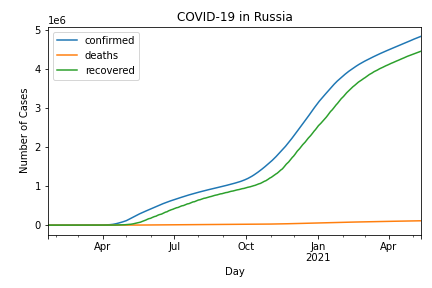 COVID-19 in Russia
1e6
confirmed
deaths
recovered
Number of Cases
5
4
3
2
1
0
Apr
Jul
Oct
Jan
2021
Apr
Day